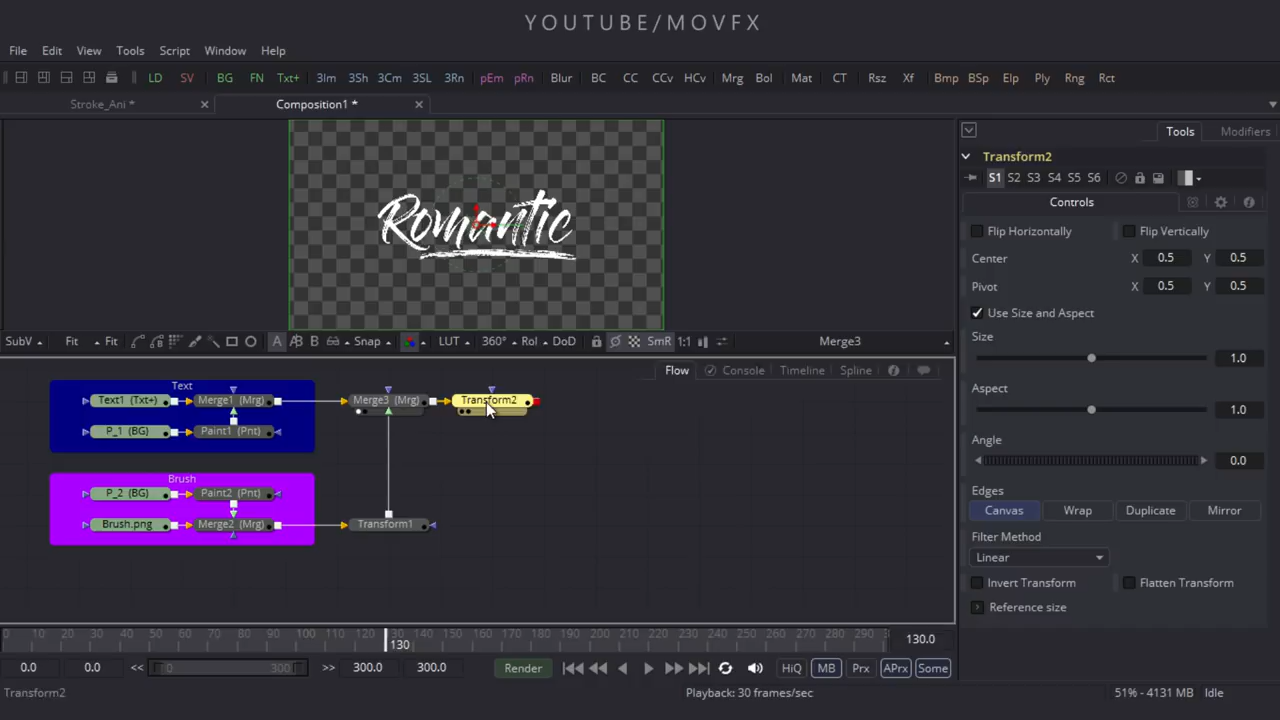 YOUTUBE/MOVFX
File Edit View Tools Script Window Help
LD SV BG FN Txt+ 3Im 3Sh 3Cm 3SL 3Rn pEm pRn Blur BC CC CCv HCv Mrg Bol Mat CT Rsz Xf Bmp BSp Elp Ply Rng Rct
Stroke_Ani * Composition1 *
Romantic
SubV Fit Fit A A B Snap LUT 360° RoI DoD SmR 1:1 Merge3
Flow Console Timeline Spline
Text
Text1 (Txt+) Merge1 (Mrg) Merge3 (Mrg) Transform2
P_1 (BG) Paint1 (Pnt)
Brush
P_2 (BG) Paint2 (Pnt)
Brush.png Merge2 (Mrg) Transform1
0 10 20 30 40 50 60 70 80 90 100 110 120 130 140 150 160 170 180 190 200 210 220 230 240 250 260 270 280 290 130.0
130
0.0 0.0 << 0 300 >> 300.0 300.0 Render HiQ MB Prx APrx Some
Transform2 Playback: 30 frames/sec 51% - 4131 MB Idle
Tools Modifiers
Transform2
S1 S2 S3 S4 S5 S6
Controls
Flip Horizontally Flip Vertically
Center X 0.5 Y 0.5
Pivot X 0.5 Y 0.5
Use Size and Aspect
Size
1.0
Aspect
1.0
Angle
0.0
Edges
Canvas Wrap Duplicate Mirror
Filter Method
Linear
Invert Transform Flatten Transform
Reference size